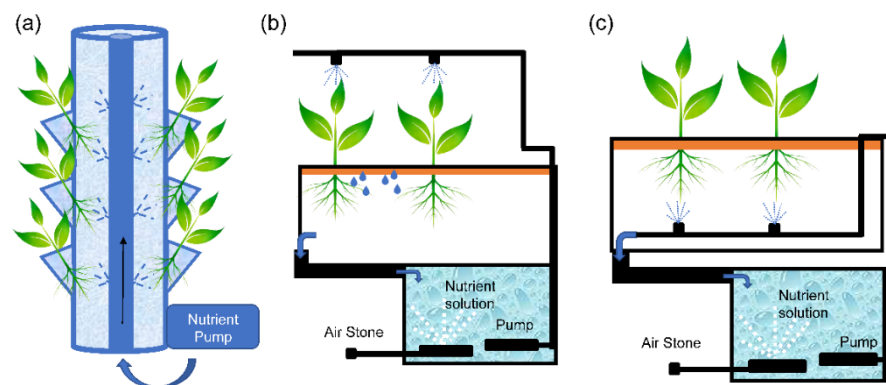 (a)
Nutrient
Pump
(b)
Nutrient
solution
Air Stone
Pump
(c)
Nutrient
solution
Air Stone
Pump